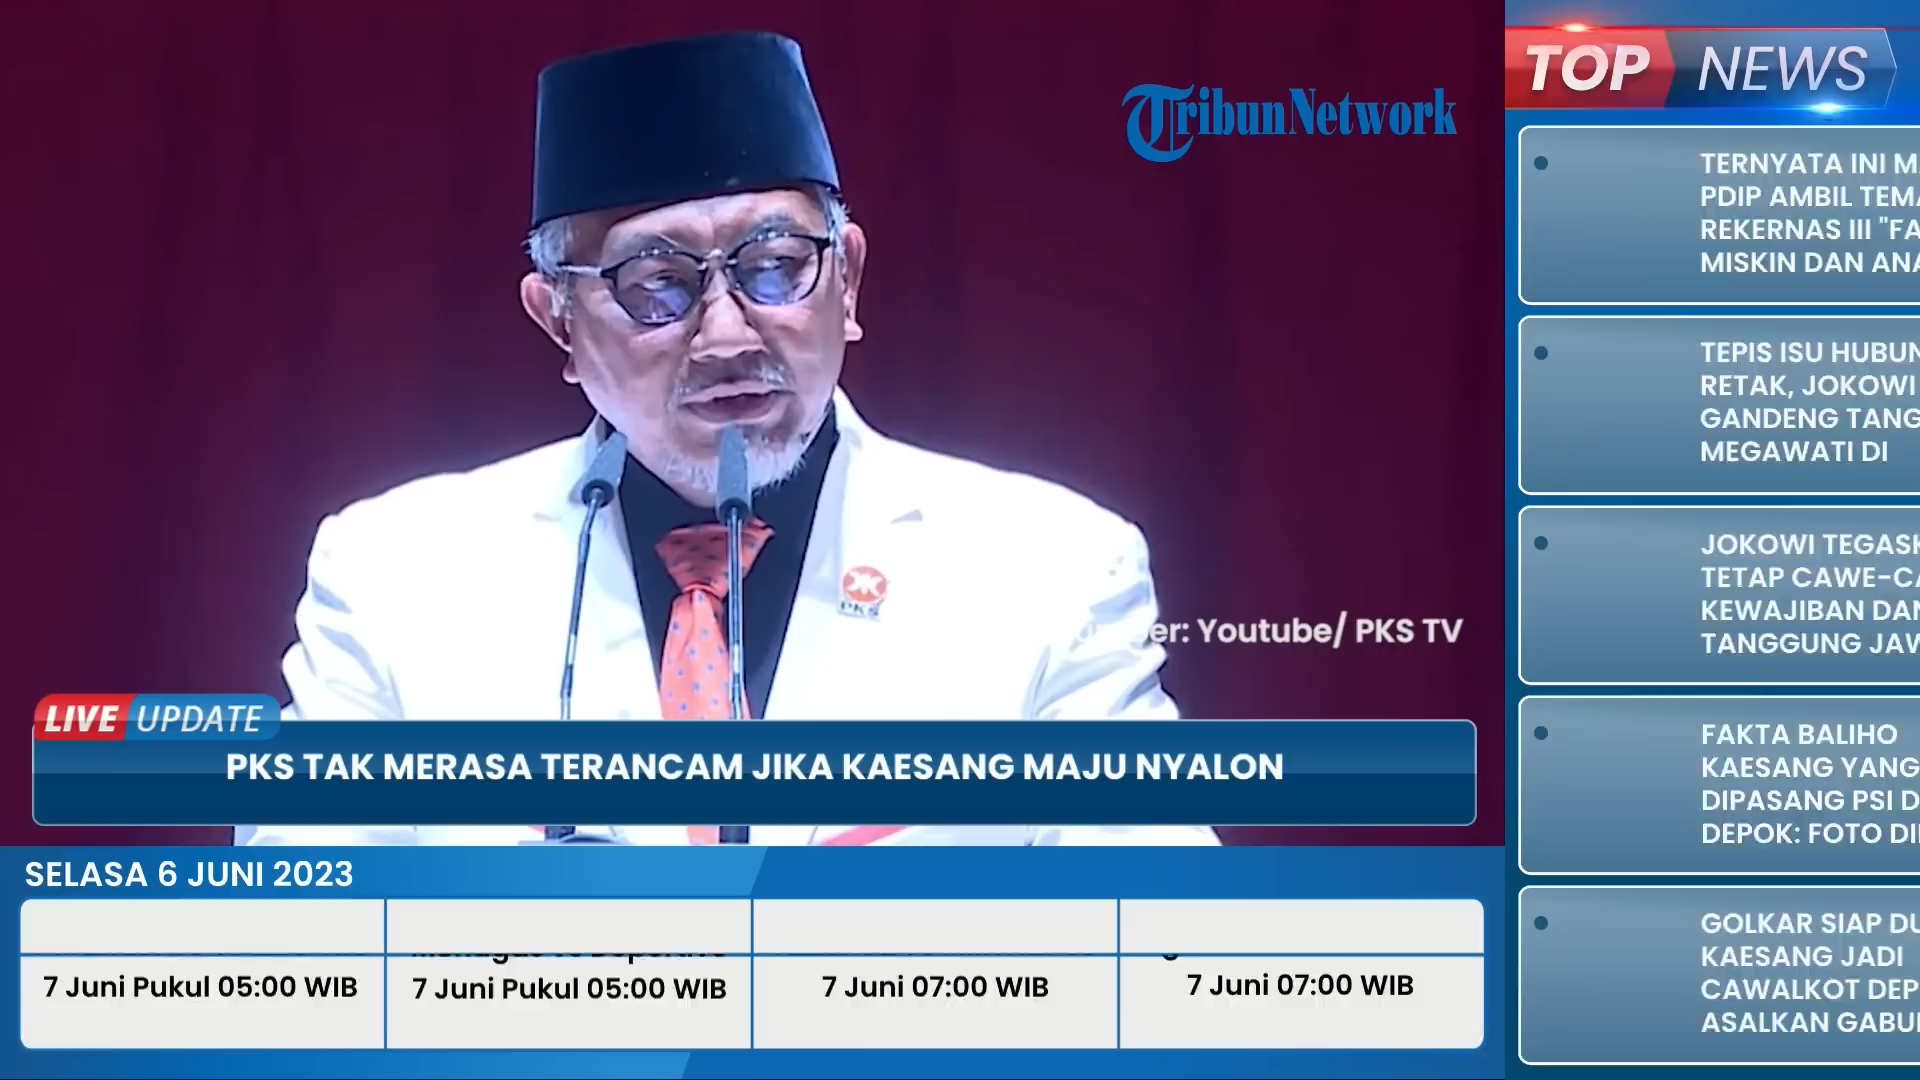 TribunNetwork
PKS
er: Youtube/ PKS TV
LIVE UPDATE
PKS TAK MERASA TERANCAM JIKA KAESANG MAJU NYALON
SELASA 6 JUNI 2023
7 Juni Pukul 05:00 WIB
7 Juni Pukul 05:00 WIB
7 Juni 07:00 WIB
7 Juni 07:00 WIB
TOP NEWS
TERNYATA INI M
PDIP AMBIL TEMA
REKERNAS III "FA
MISKIN DAN ANA
TEPIS ISU HUBUN
RETAK, JOKOWI
GANDENG TANG
MEGAWATI DI
JOKOWI TEGASK
TETAP CAWE-CA
KEWAJIBAN DAN
TANGGUNG JAW
FAKTA BALIHO
KAESANG YANG
DIPASANG PSI D
DEPOK: FOTO DI
GOLKAR SIAP DU
KAESANG JADI
CAWALKOT DEP
ASALKAN GABU